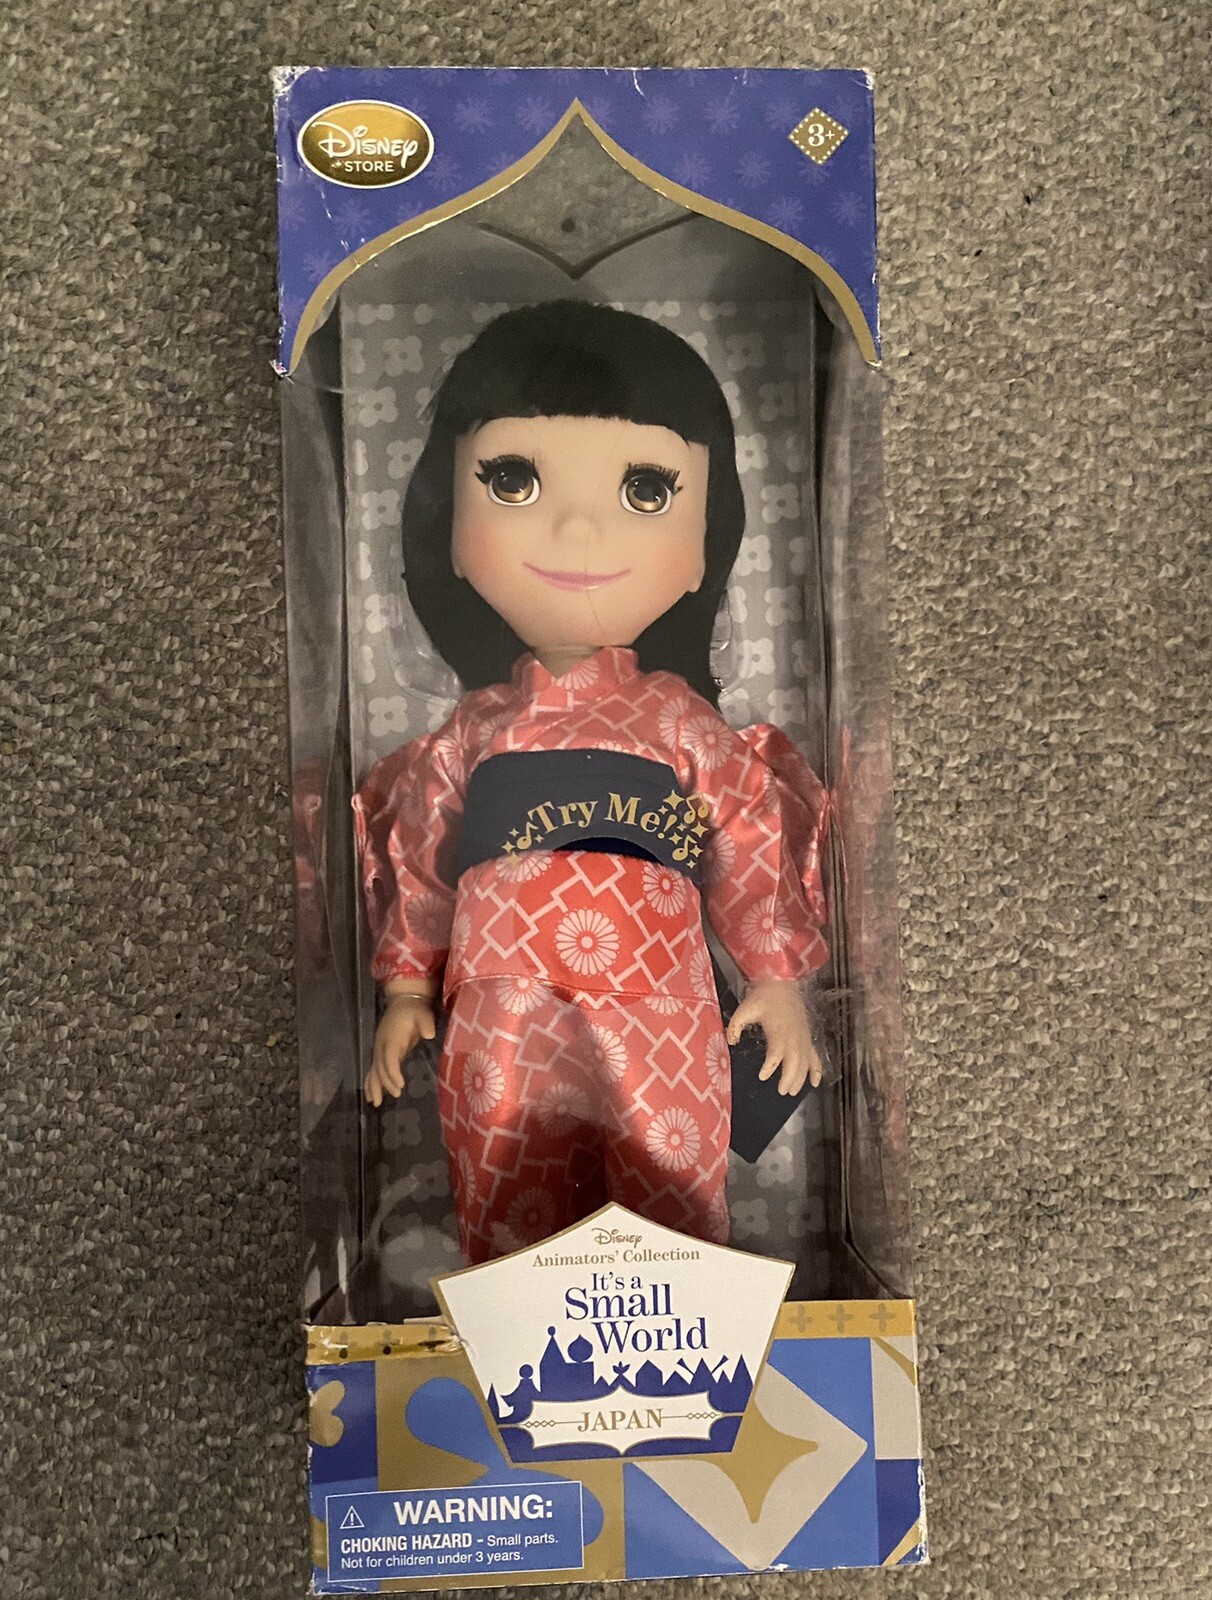 Disney
STORE
3+
Try Me!
Disney
Animators' Collection
It's a
Small
World
JAPAN
WARNING:
CHOKING HAZARD - Small parts.
Not for children under 3 years.